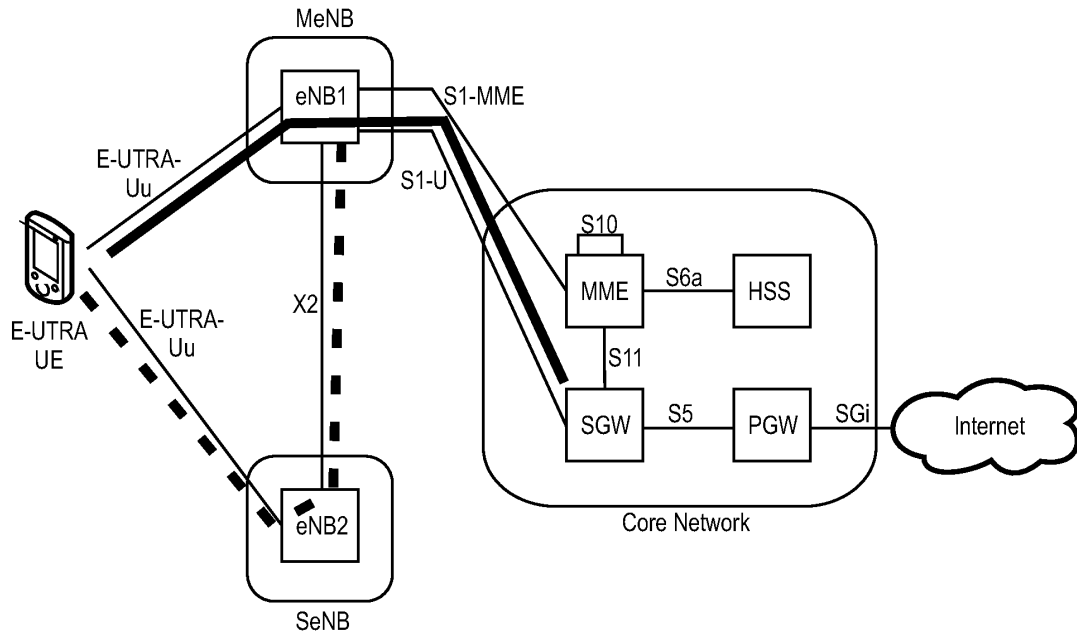 MeNB
eNB1
S1-MME
E-UTRA-
Uu
S1-U
S10
MME
S6a
HSS
X2
E-UTRA-
Uu
E-UTRA
UE
S11
SGW
S5
PGW
SGi
Internet
eNB2
Core Network
SeNB